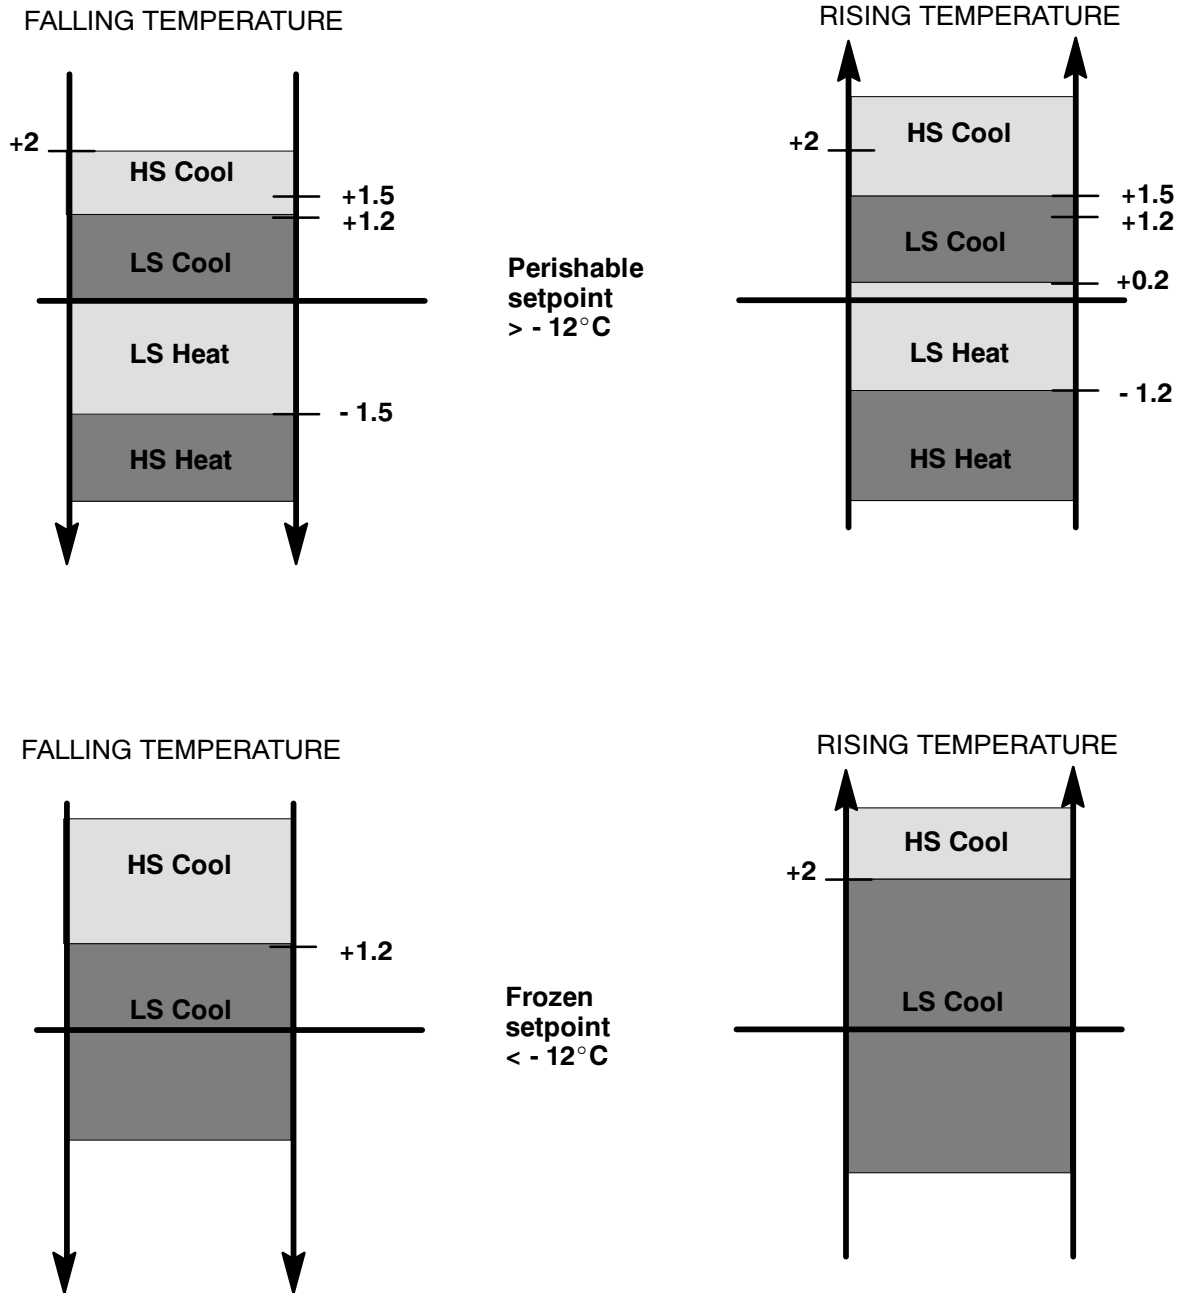 FALLING TEMPERATURE
+2
HS Cool
+1.5
+1.2
LS Cool
LS Heat
- 1.5
HS Heat
Perishable
setpoint
> - 12°C
RISING TEMPERATURE
HS Cool
+2
+1.5
+1.2
LS Cool
+0.2
LS Heat
- 1.2
HS Heat
FALLING TEMPERATURE
HS Cool
+1.2
LS Cool
Frozen
setpoint
< - 12°C
RISING TEMPERATURE
HS Cool
+2
LS Cool